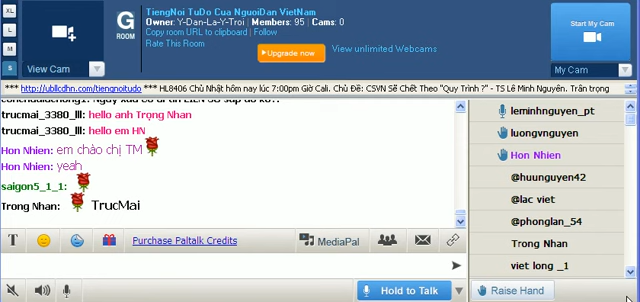 XL
L
M
S
View Cam
G
ROOM
TiengNoi TuDo Cua NguoiDan VietNam
Owner: Y-Dan-La-Y-Troi | Members: 95 | Cams: 0
Copy room URL to clipboard | Follow
Rate This Room
Upgrade now
View unlimited Webcams
Start My Cam
My Cam
*** http://ubllcdhn.com/tiengnoitudo *** HL8406 Chủ Nhật hôm nay lúc 7:00pm Giờ Cali. Chủ Đề: CSVN Sẽ Chết Theo "Quy Trình ?" - TS Lê Minh Nguyên. Trân trọng
trucmai_3380_lll: hello anh Trọng Nhan
trucmai_3380_lll: hello em HN
Hon Nhien: em chào chị TM
Hon Nhien: yeah
saigon5_1_1:
Trong Nhan: TrucMai
leminhnguyen_pt
luongvnguyen
Hon Nhien
@huunguyen42
@lac viet
@phonglan_54
Trong Nhan
viet long _1
T
Purchase Paltalk Credits
MediaPal
Hold to Talk
Raise Hand